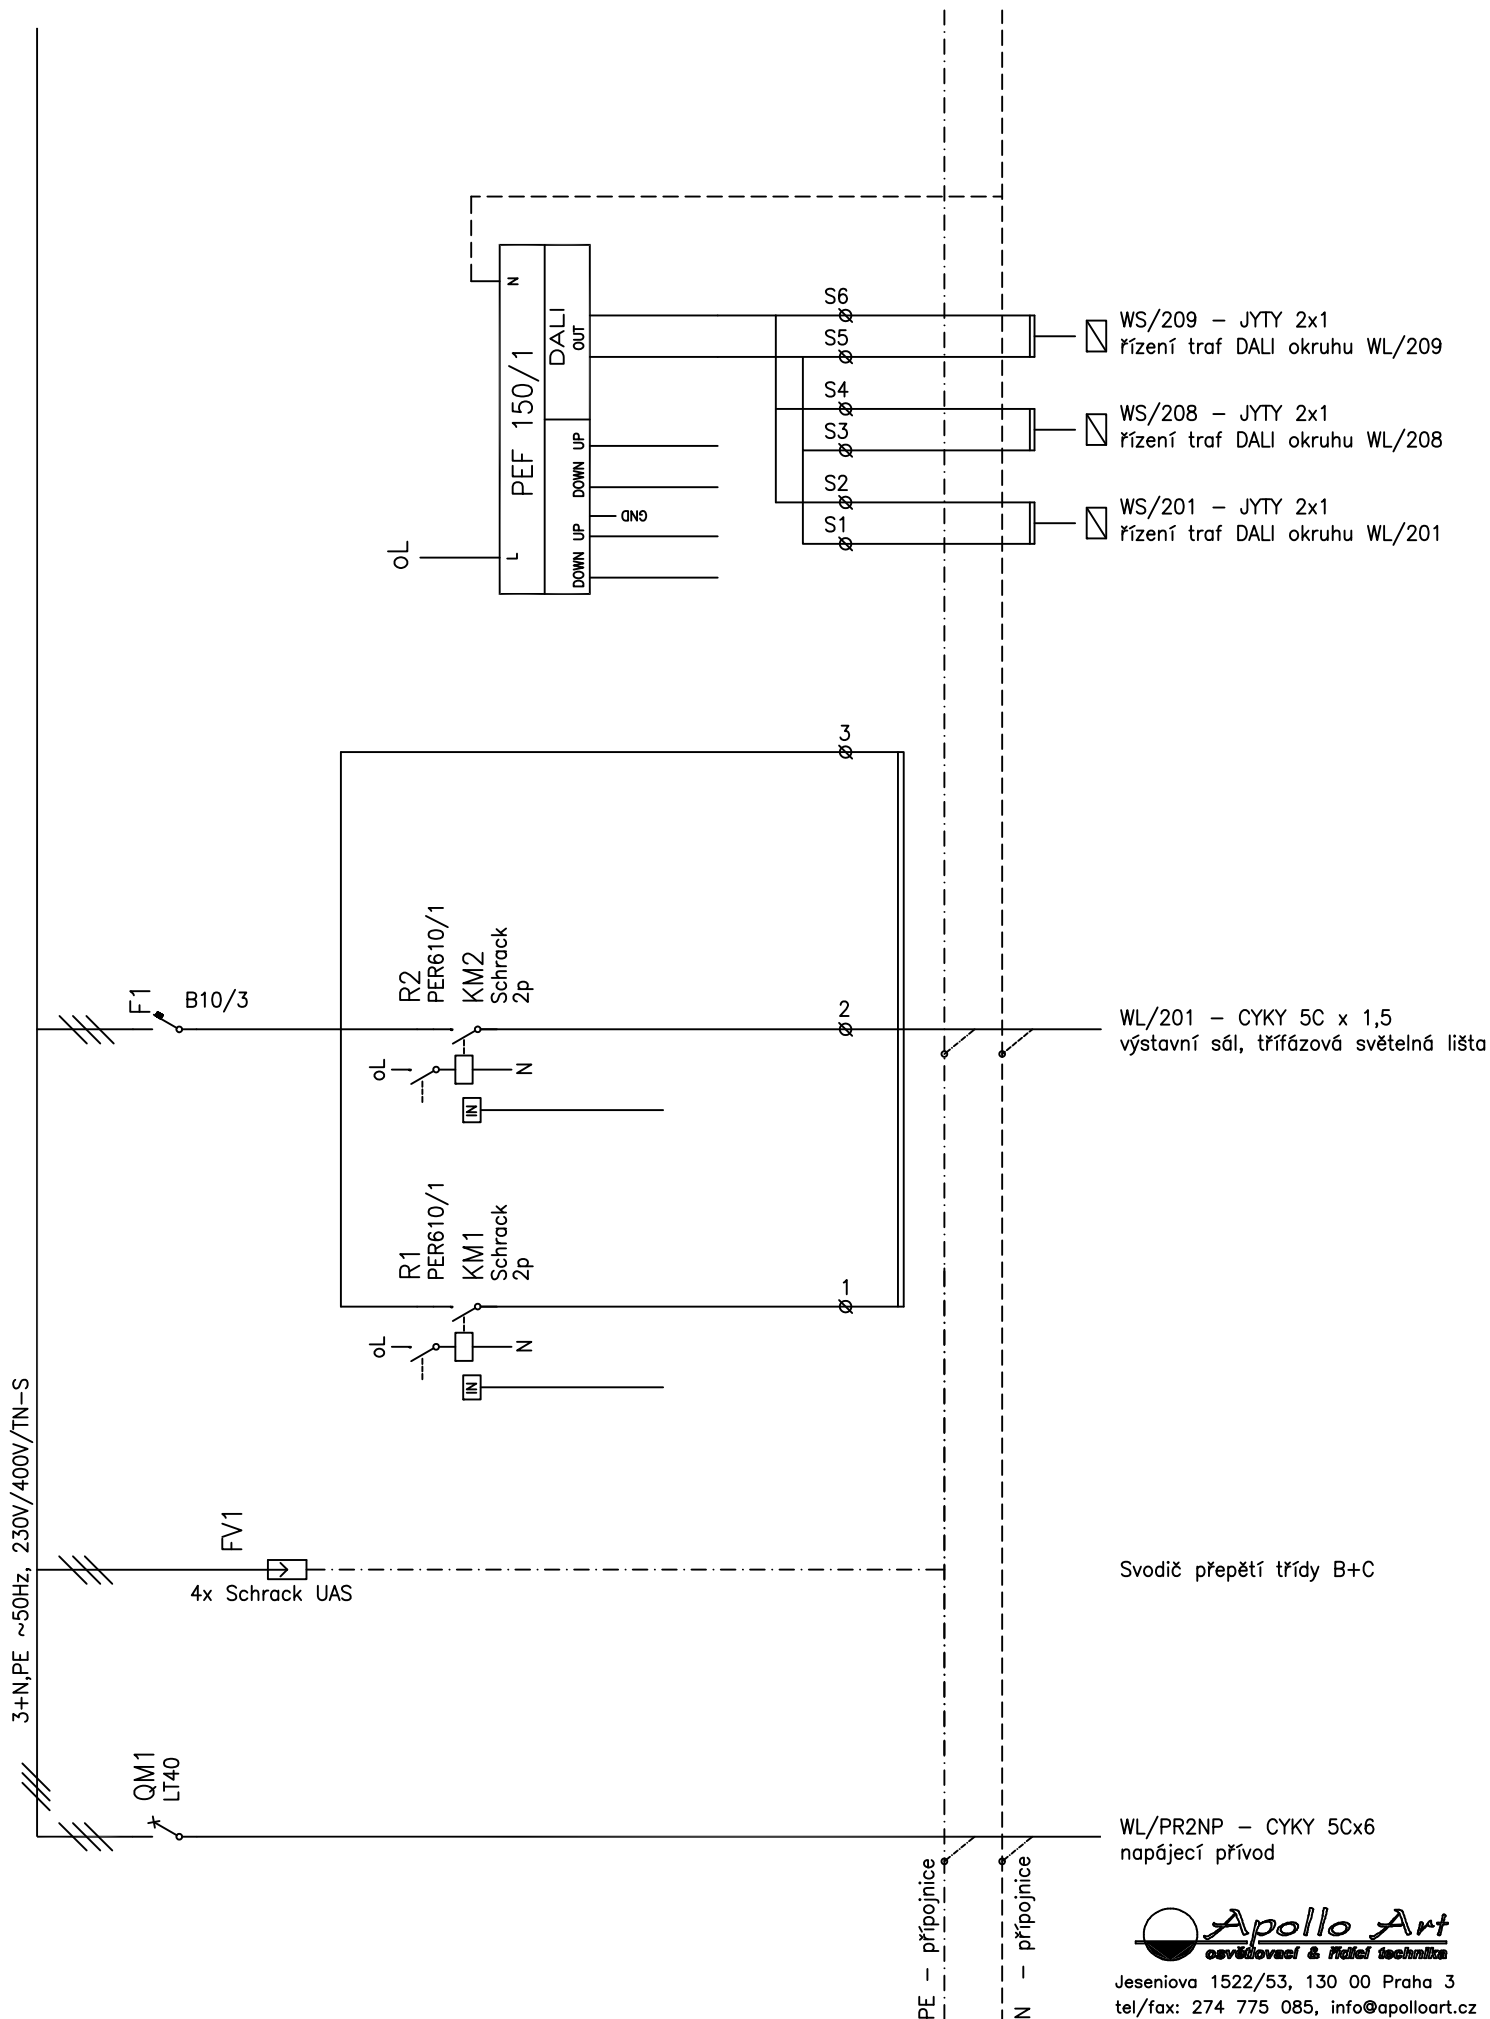 N
PEF 150/1
L
DALI
OUT
UP
DOWN
GND
UP
DOWN
oL
S6
S5
S4
S3
S2
S1
WS/209 – JYTY 2x1
řízení traf DALI okruhu WL/209
WS/208 – JYTY 2x1
řízení traf DALI okruhu WL/208
WS/201 – JYTY 2x1
řízení traf DALI okruhu WL/201
3
F1
B10/3
R2
PER610/1
KM2
Schrack
2p
oL
N
IN
2
WL/201 – CYKY 5C x 1,5
výstavní sál, třífázová světelná lišta
R1
PER610/1
KM1
Schrack
2p
oL
N
IN
1
3+N,PE ~50Hz, 230V/400V/TN-S
FV1
4x Schrack UAS
Svodič přepětí třídy B+C
QM1
LT40
WL/PR2NP – CYKY 5Cx6
napájecí přívod
PE – přípojnice
N – přípojnice
Apollo Art
osvětlovací & řídící technika
Jeseniova 1522/53, 130 00 Praha 3
tel/fax: 274 775 085, info@apolloart.cz